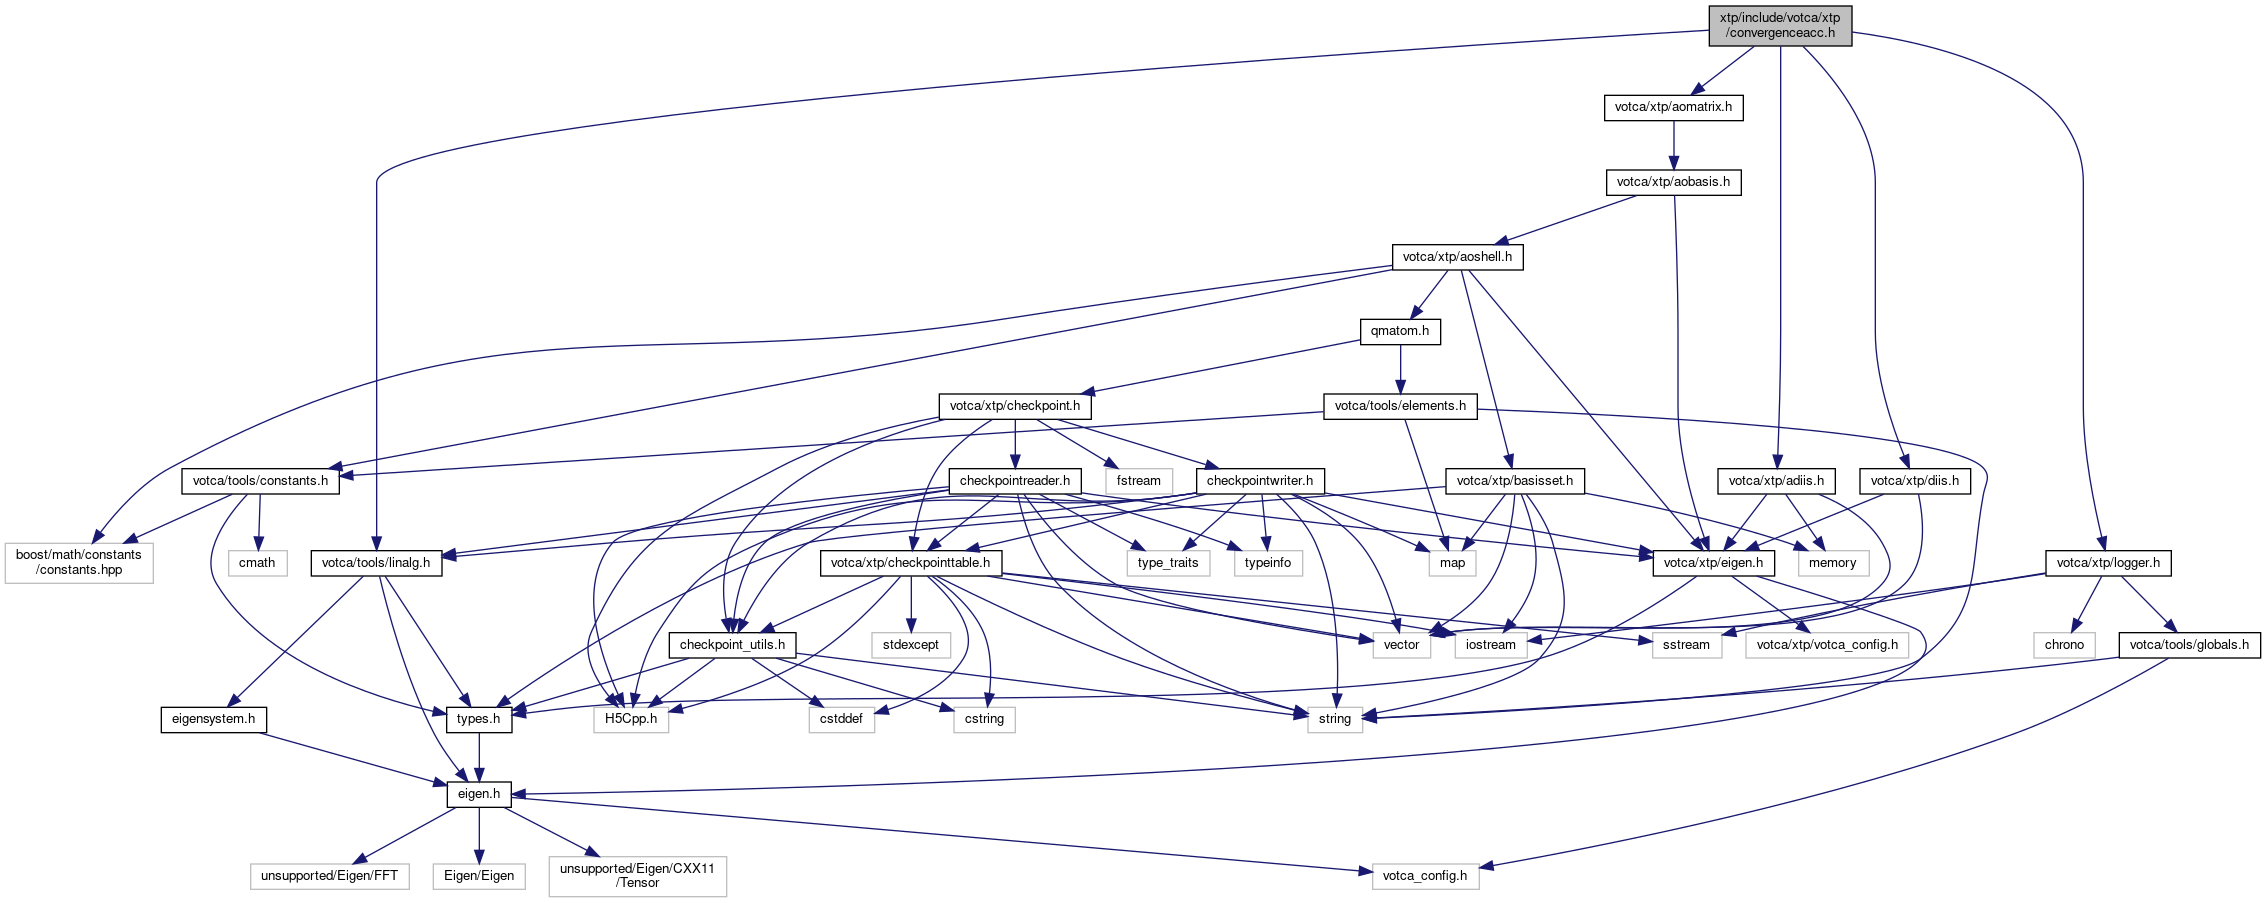 xtp/include/votca/xtp
/convergenceacc.h
votca/xtp/aomatrix.h
votca/xtp/aobasis.h
votca/xtp/aoshell.h
qmatom.h
votca/xtp/checkpoint.h
votca/tools/elements.h
votca/tools/constants.h
checkpointreader.h
fstream
checkpointwriter.h
votca/xtp/basisset.h
votca/xtp/adiis.h
votca/xtp/diis.h
boost/math/constants
/constants.hpp
cmath
votca/tools/linalg.h
votca/xtp/checkpointtable.h
type_traits
typeinfo
map
votca/xtp/eigen.h
memory
votca/xtp/logger.h
checkpoint_utils.h
stdexcept
vector
iostream
sstream
votca/xtp/votca_config.h
chrono
votca/tools/globals.h
eigensystem.h
types.h
H5Cpp.h
cstddef
cstring
string
eigen.h
unsupported/Eigen/FFT
Eigen/Eigen
unsupported/Eigen/CXX11
/Tensor
votca_config.h